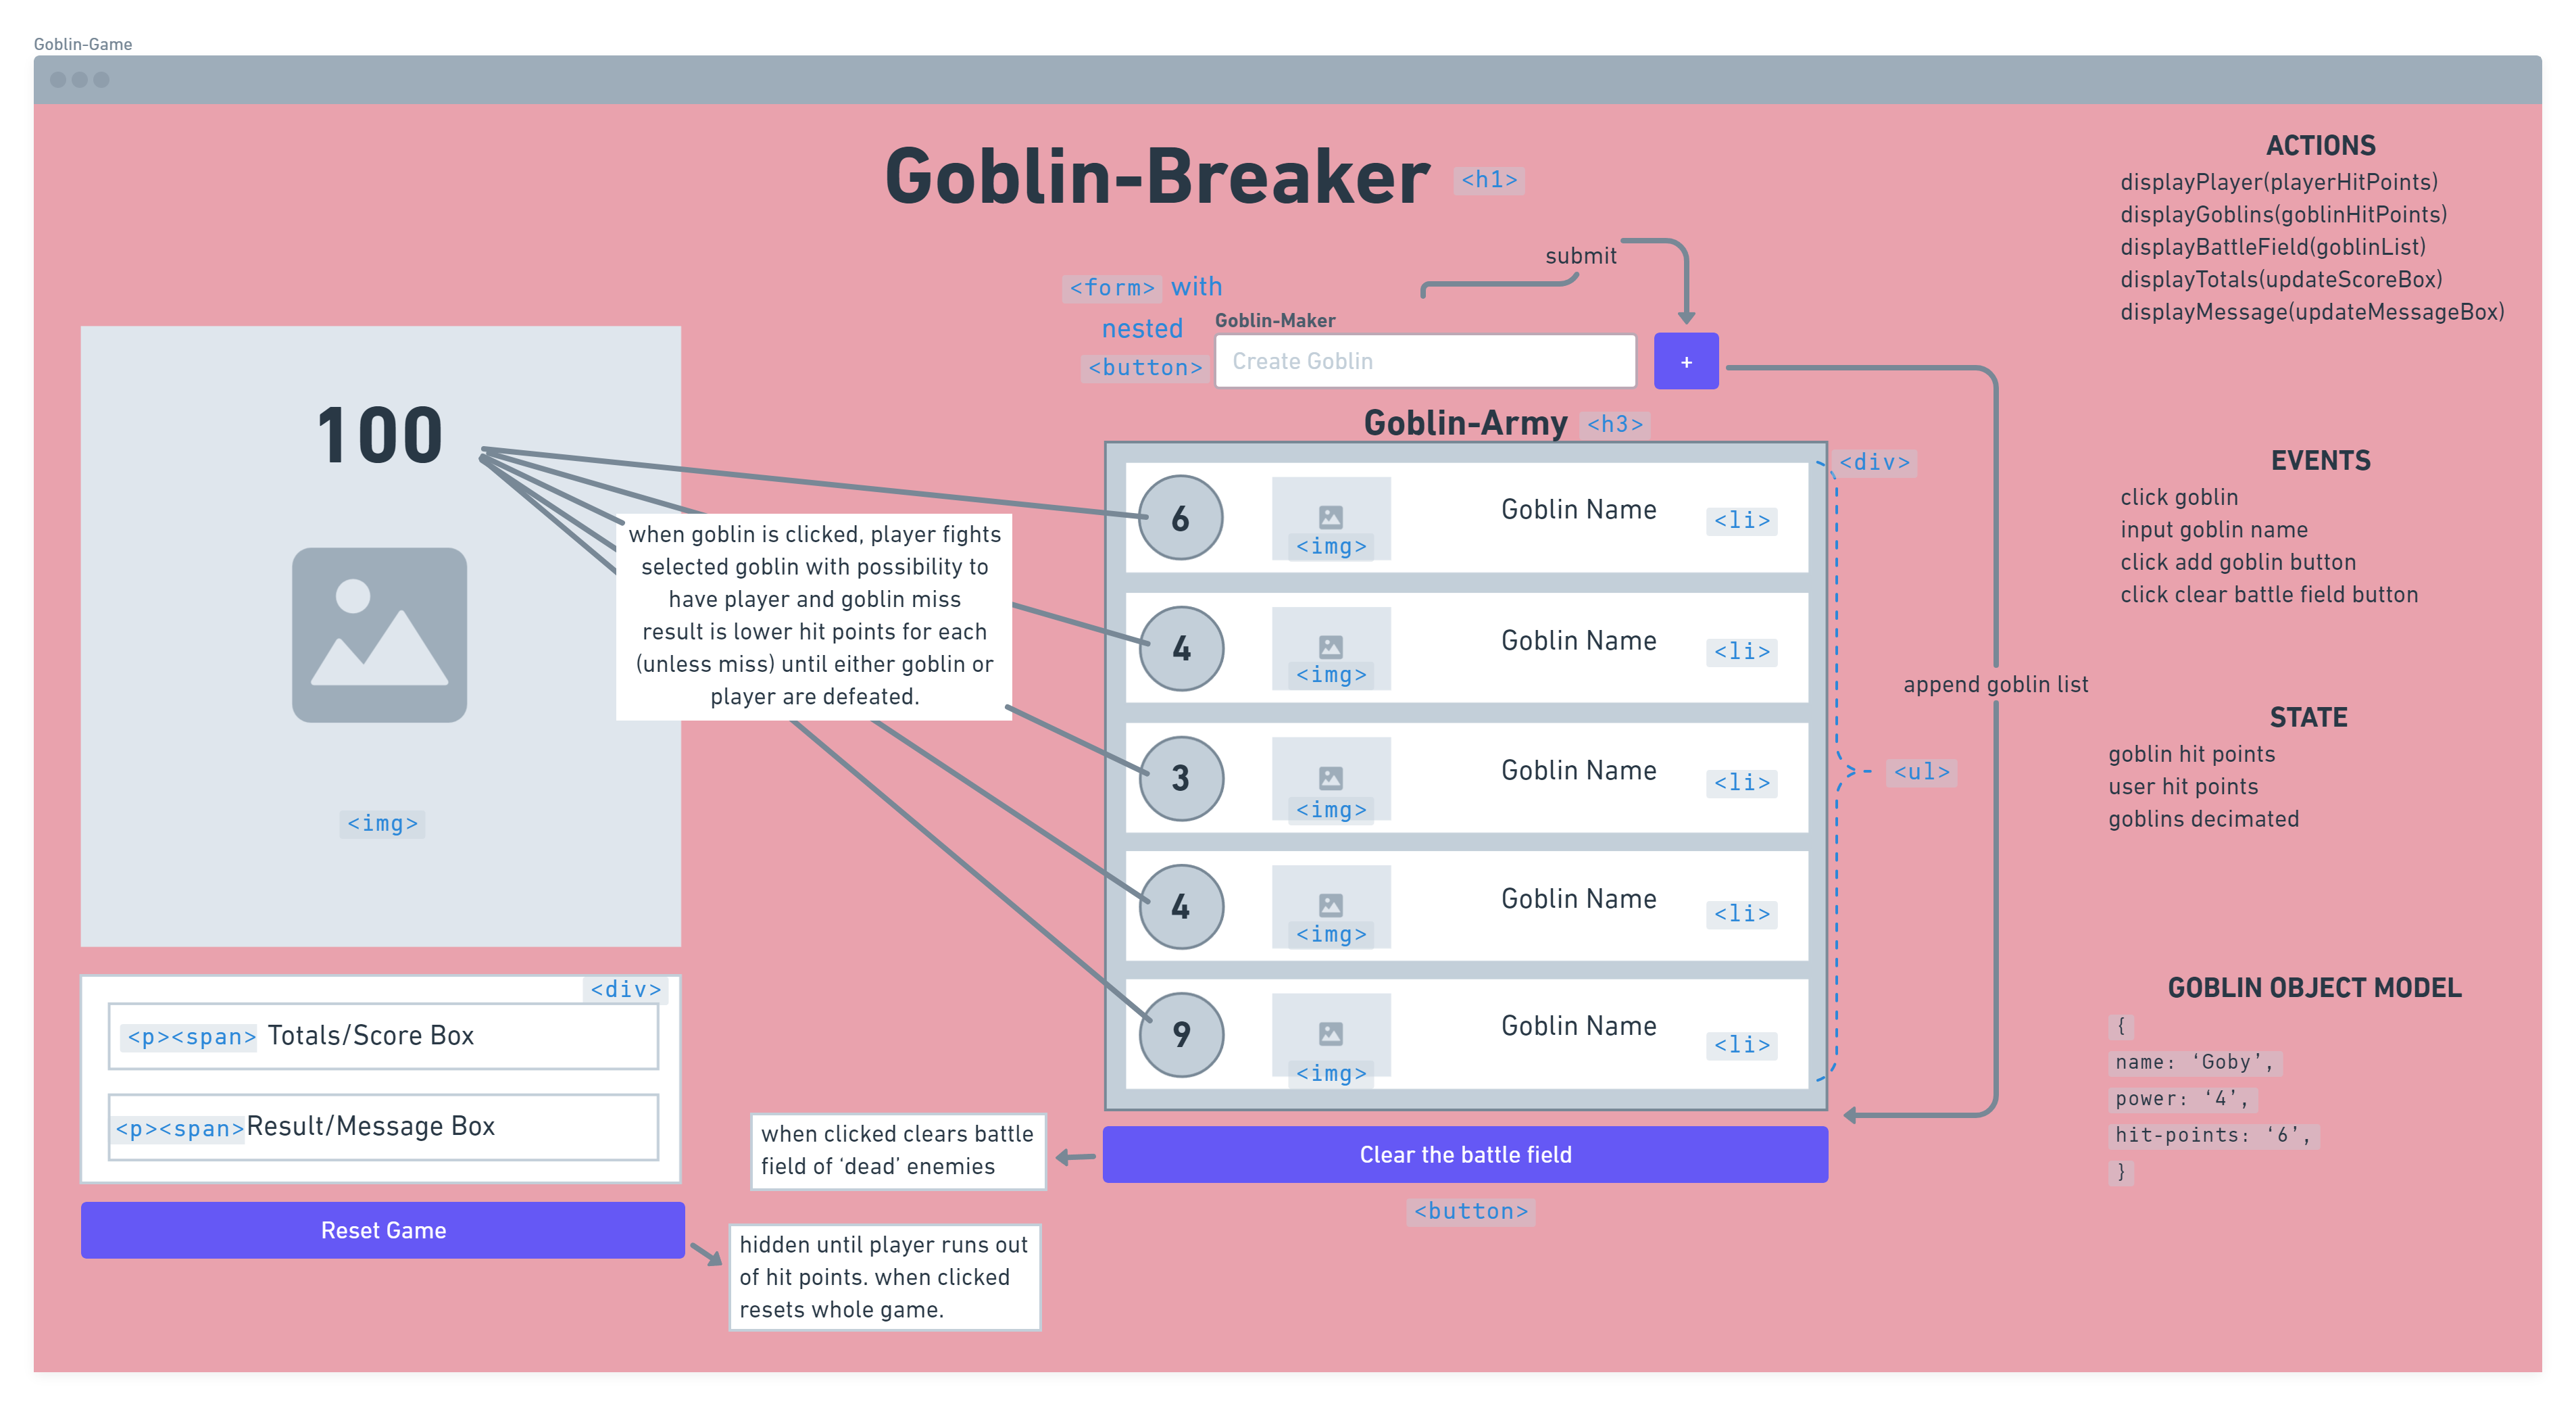 Goblin-Game
Goblin-Breaker <h1>
submit
<form> with
nested
<button>
Goblin-Maker
Create Goblin
+
Goblin-Army <h3>
100
<img>
when goblin is clicked, player fights
selected goblin with possibility to
have player and goblin miss
result is lower hit points for each
(unless miss) until either goblin or
player are defeated.
<div>
6 <img> Goblin Name <li>
4 <img> Goblin Name <li>
3 <img> Goblin Name <li>
4 <img> Goblin Name <li>
9 <img> Goblin Name <li>
<ul>
append goblin list
<div>
<p><span> Totals/Score Box
<p><span>Result/Message Box
Reset Game
when clicked clears battle
field of ‘dead’ enemies
hidden until player runs out
of hit points. when clicked
resets whole game.
Clear the battle field
<button>
ACTIONS
displayPlayer(playerHitPoints)
displayGoblins(goblinHitPoints)
displayBattleField(goblinList)
displayTotals(updateScoreBox)
displayMessage(updateMessageBox)
EVENTS
click goblin
input goblin name
click add goblin button
click clear battle field button
STATE
goblin hit points
user hit points
goblins decimated
GOBLIN OBJECT MODEL
{
name: ‘Goby’,
power: ‘4’,
hit-points: ‘6’,
}